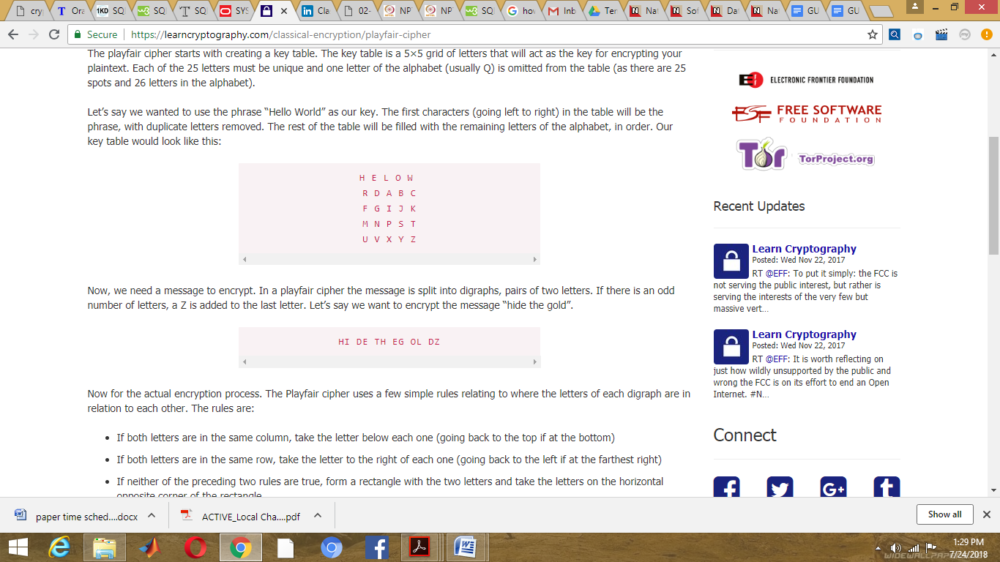 cry
Ora
1KD SQ
SQ
SQ
SYS
Cla
02-
NP
NP
SQ
hov
Inb
Ter
Nat
Sof
Dat
Nat
GU
GU
Secure
https://learncryptography.com/classical-encryption/playfair-cipher
The playfair cipher starts with creating a key table. The key table is a 5×5 grid of letters that will act as the key for encrypting your
plaintext. Each of the 25 letters must be unique and one letter of the alphabet (usually Q) is omitted from the table (as there are 25
spots and 26 letters in the alphabet).
Let’s say we wanted to use the phrase “Hello World” as our key. The first characters (going left to right) in the table will be the
phrase, with duplicate letters removed. The rest of the table will be filled with the remaining letters of the alphabet, in order. Our
key table would look like this:
H E L O W
R D A B C
F G I J K
M N P S T
U V X Y Z
Now, we need a message to encrypt. In a playfair cipher the message is split into digraphs, pairs of two letters. If there is an odd
number of letters, a Z is added to the last letter. Let’s say we want to encrypt the message “hide the gold”.
HI DE TH EG OL DZ
Now for the actual encryption process. The Playfair cipher uses a few simple rules relating to where the letters of each digraph are in
relation to each other. The rules are:
• If both letters are in the same column, take the letter below each one (going back to the top if at the bottom)
• If both letters are in the same row, take the letter to the right of each one (going back to the left if at the farthest right)
• If neither of the preceding two rules are true, form a rectangle with the two letters and take the letters on the horizontal
opposite corner of the rectangle
EFF ELECTRONIC FRONTIER FOUNDATION
FSF FREE SOFTWARE
FOUNDATION
Tor TorProject.org
Recent Updates
Learn Cryptography
Posted: Wed Nov 22, 2017
RT @EFF: To put it simply: the FCC is
not serving the public interest, but rather is
serving the interests of the very few but
massive vert...
Learn Cryptography
Posted: Wed Nov 22, 2017
RT @EFF: It is worth reflecting on
just how wildly unsupported by the public and
wrong the FCC is on its effort to end an Open
Internet. #N...
Connect
paper time sched....docx
ACTIVE_Local Cha....pdf
Show all
1:29 PM
7/24/2018